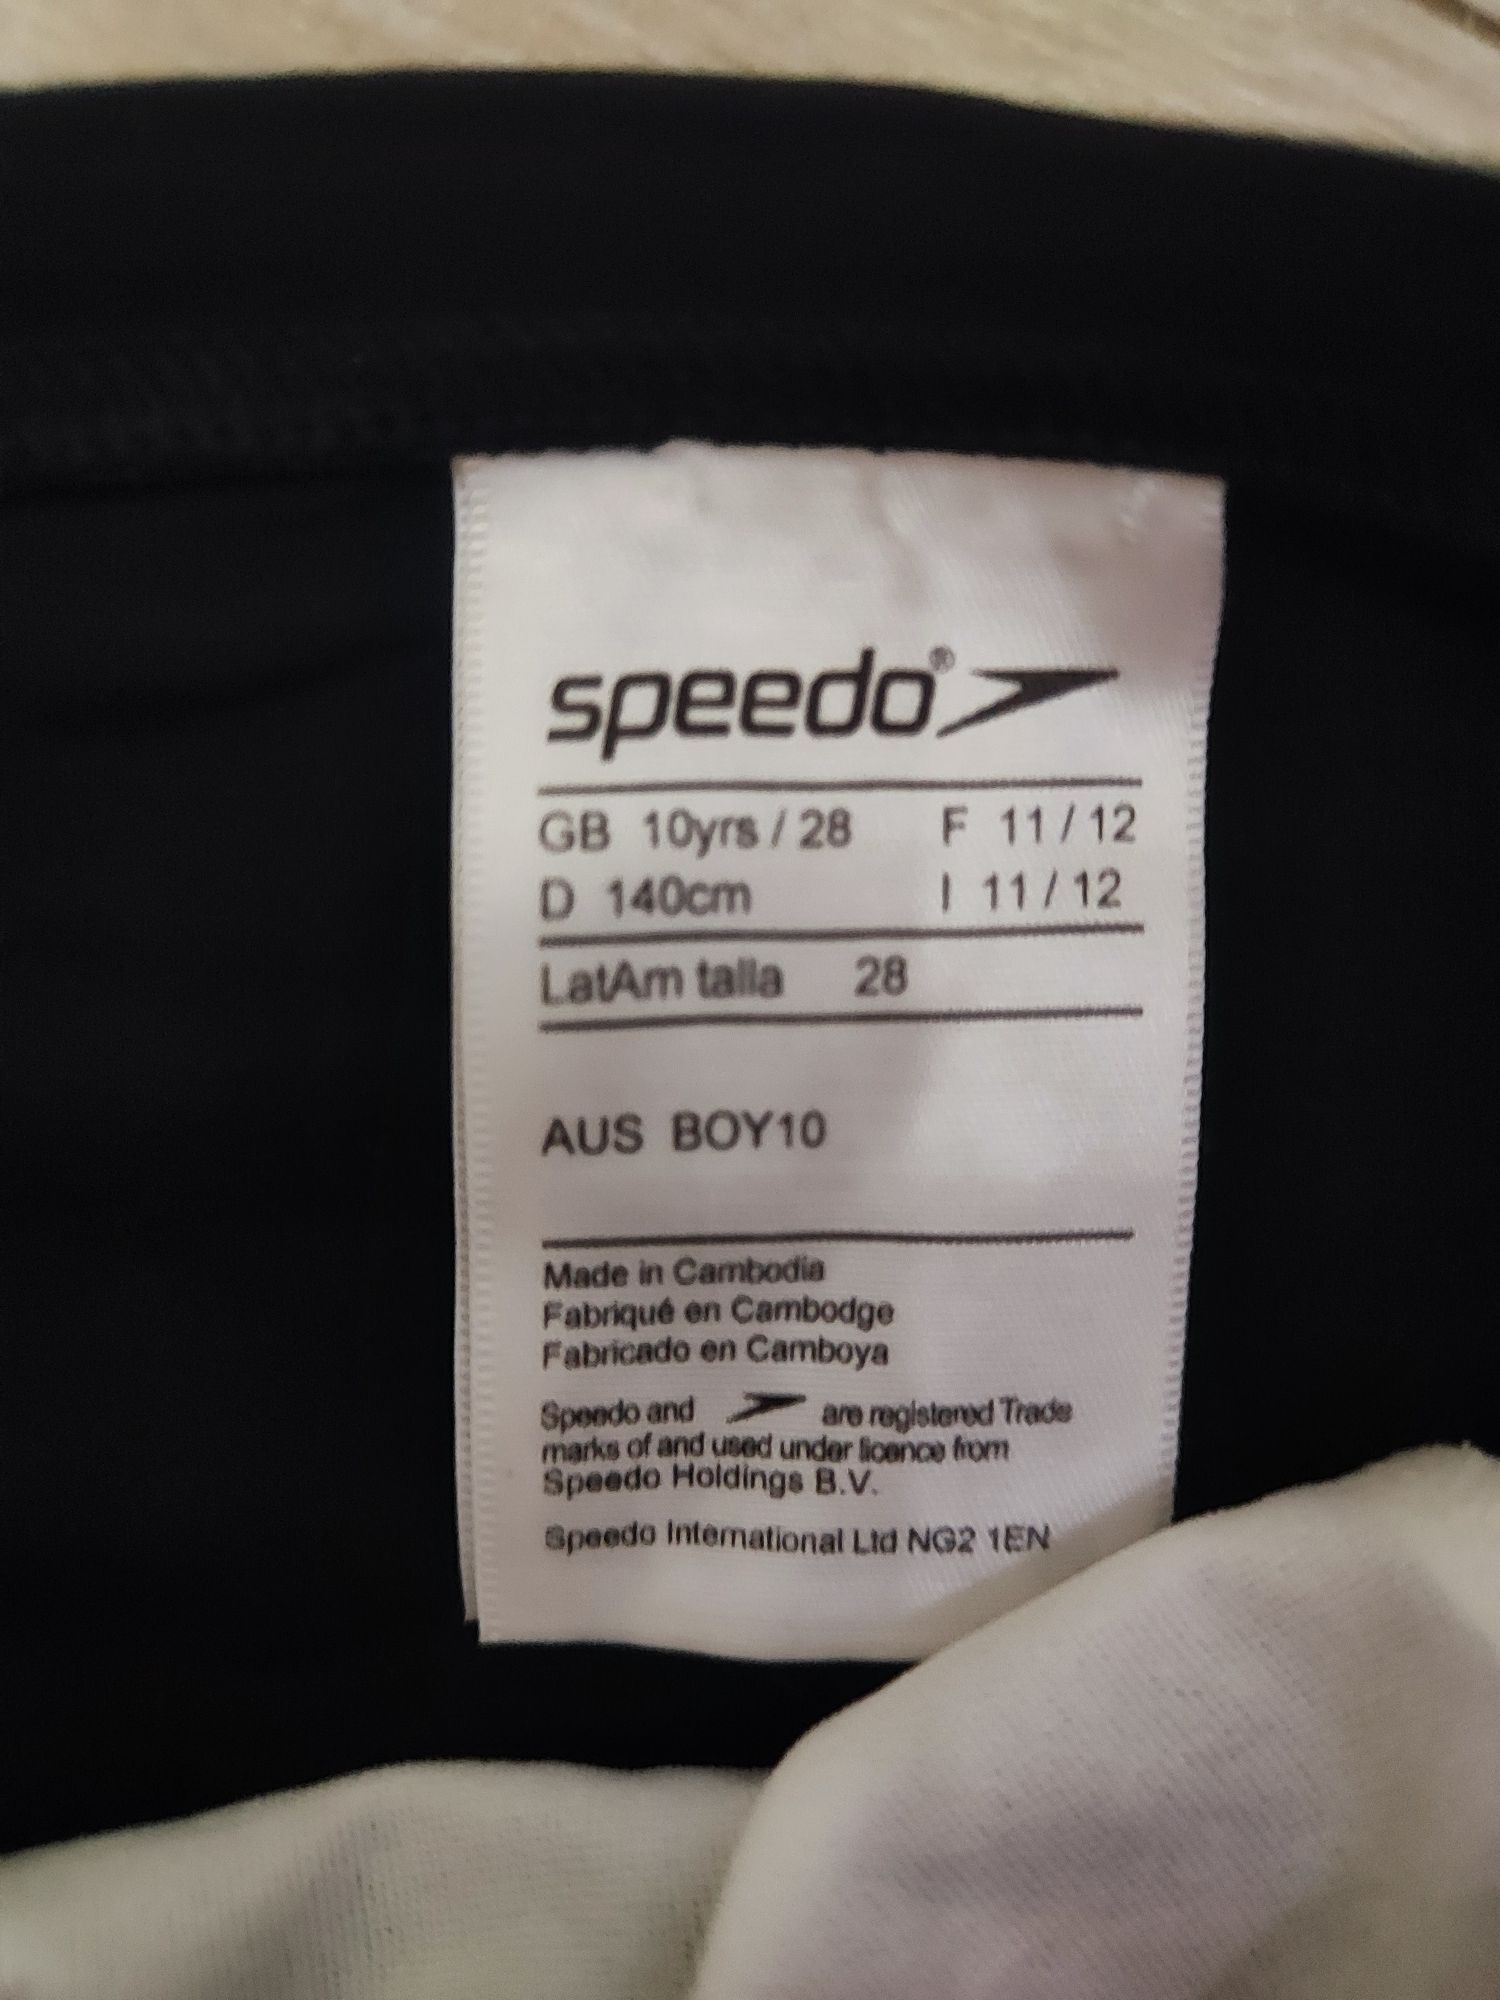 speedo®
GB 10yrs / 28 F 11 / 12
D 140cm I 11 / 12
LatAm talla 28
AUS BOY10
Made in Cambodia
Fabriqué en Cambodge
Fabricado en Camboya
Speedo and are registered Trade
marks of and used under licence from
Speedo Holdings B.V.
Speedo International Ltd NG2 1EN